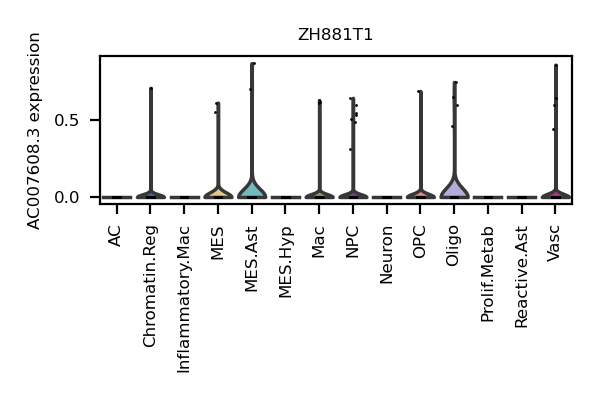 ZH881T1
AC007608.3 expression
0.5
0.0
AC
Chromatin.Reg
Inflammatory.Mac
MES
MES.Ast
MES.Hyp
Mac
NPC
Neuron
OPC
Oligo
Prolif.Metab
Reactive.Ast
Vasc